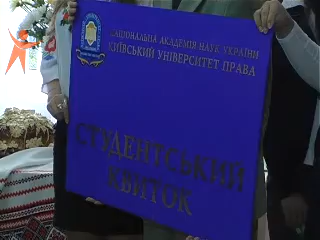 НАЦІОНАЛЬНА АКАДЕМІЯ НАУК УКРАЇНИ
КИЇВСЬКИЙ УНІВЕРСИТЕТ ПРАВА
СТУДЕНТСЬКИЙ
КВИТОК